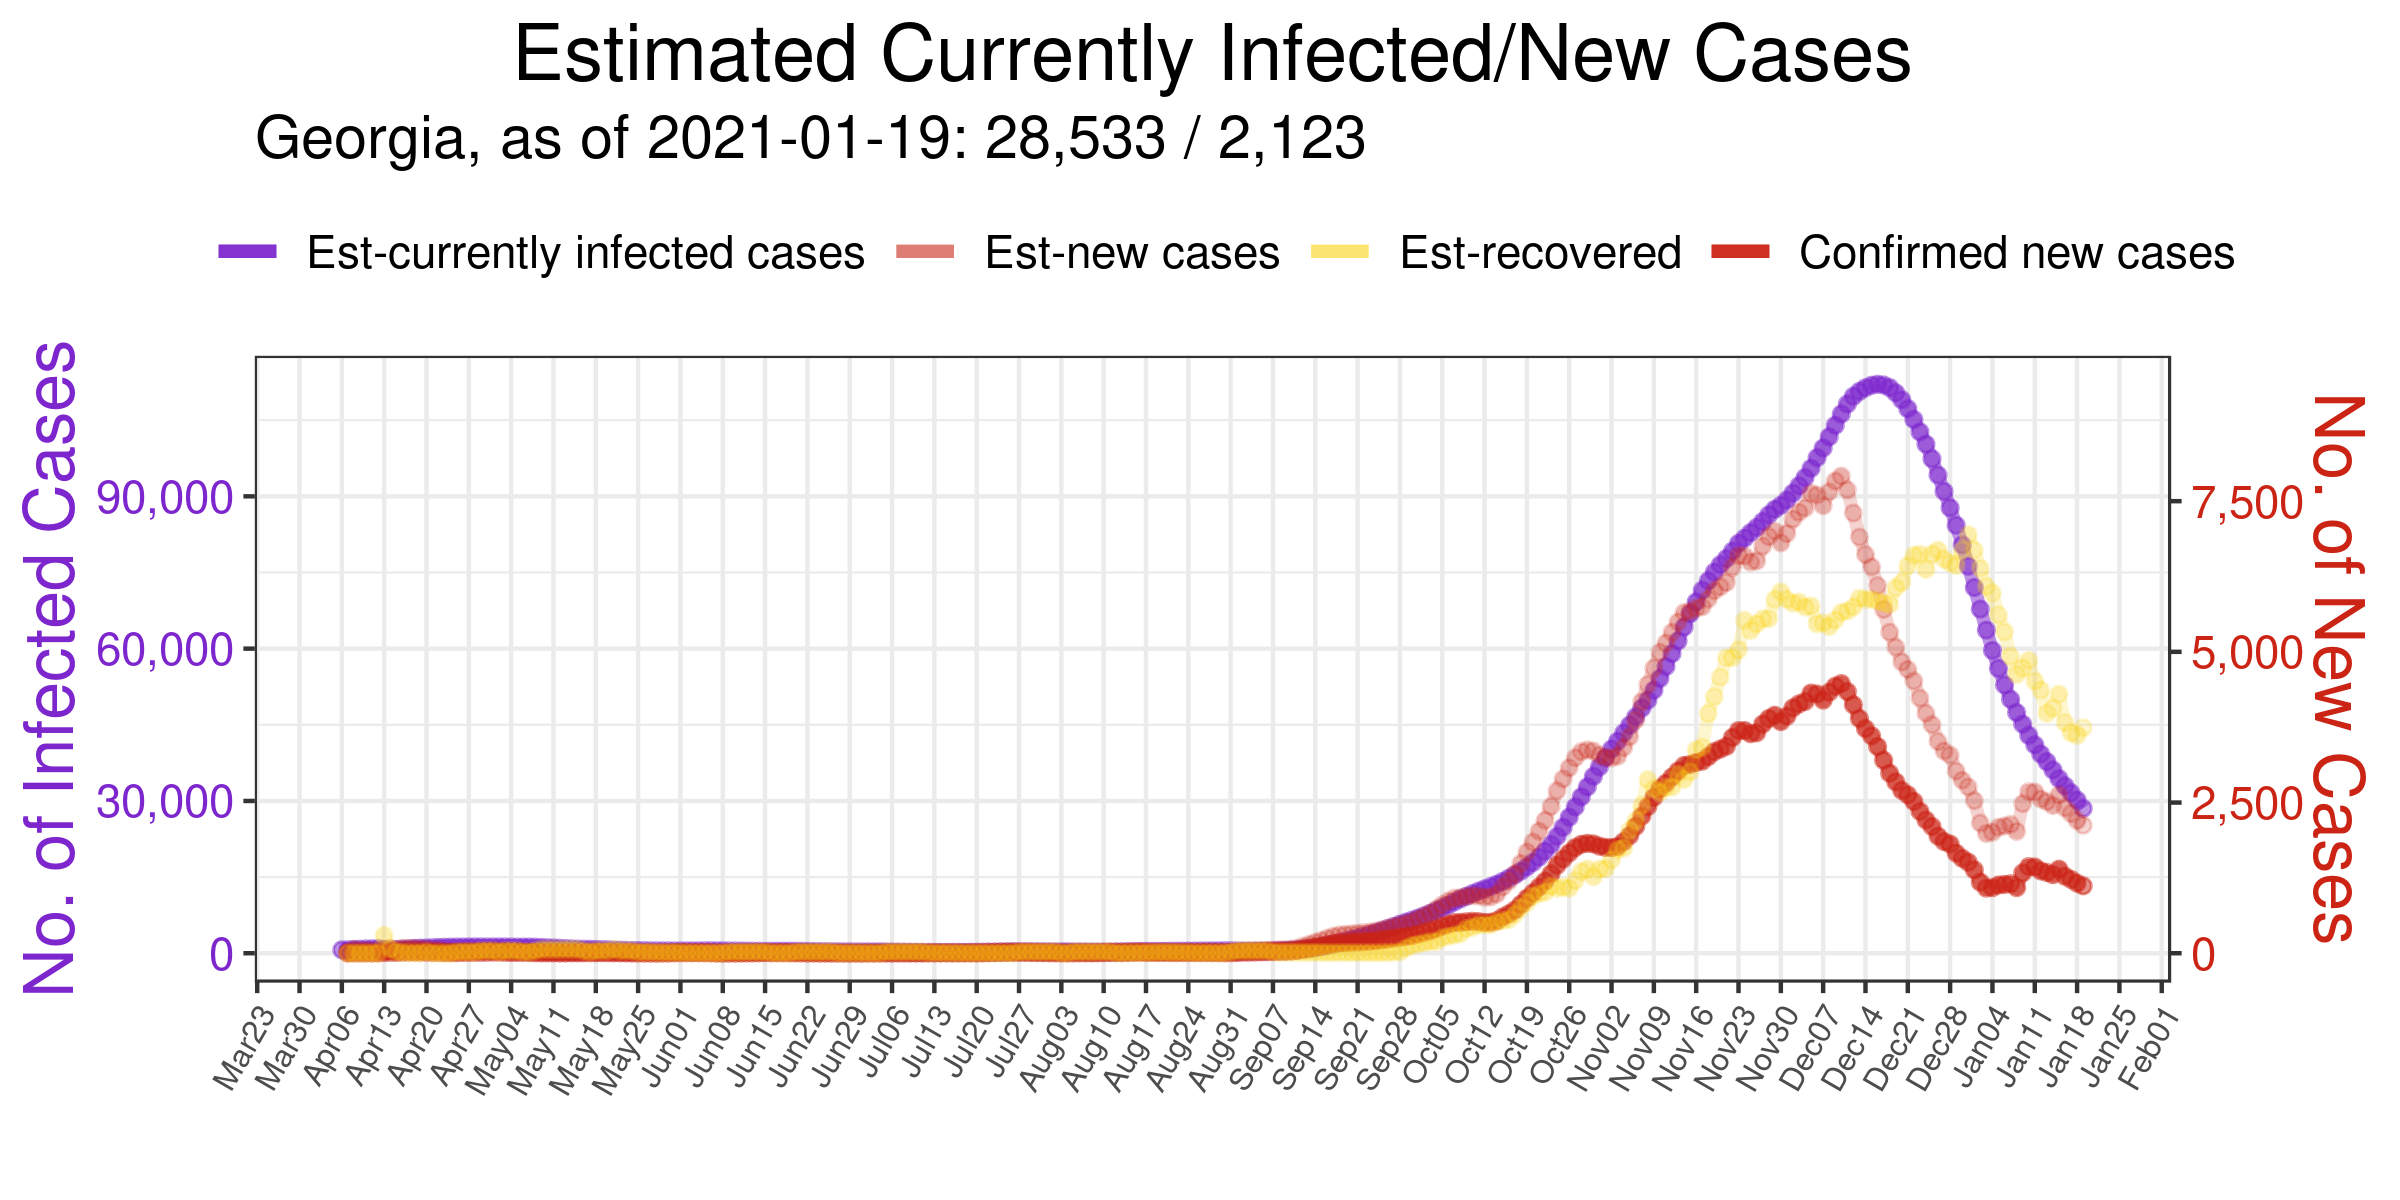 Estimated Currently Infected/New Cases
Georgia, as of 2021-01-19: 28,533 / 2,123
Est-currently infected cases Est-new cases Est-recovered Confirmed new cases
No. of Infected Cases
90,000
60,000
30,000
0
7,500
5,000
2,500
0
No. of New Cases
Mar23 Mar30 Apr06 Apr13 Apr20 Apr27 May04 May11 May18 May25 Jun01 Jun08 Jun15 Jun22 Jun29 Jul06 Jul13 Jul20 Jul27 Aug03 Aug10 Aug17 Aug24 Aug31 Sep07 Sep14 Sep21 Sep28 Oct05 Oct12 Oct19 Oct26 Nov02 Nov09 Nov16 Nov23 Nov30 Dec07 Dec14 Dec21 Dec28 Jan04 Jan11 Jan18 Jan25 Feb01